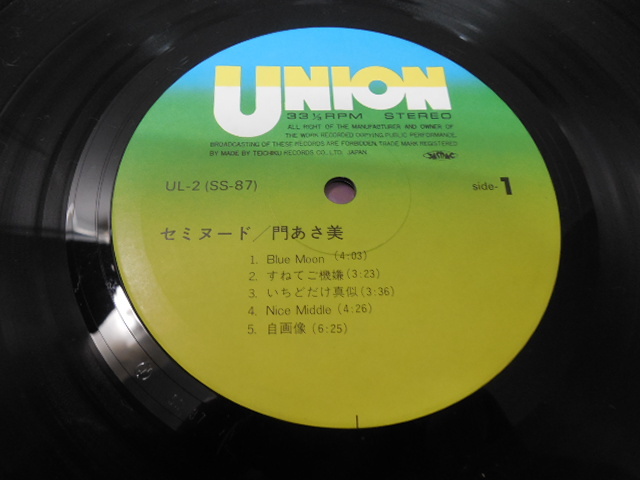 UNION
33 1/3 RPM STEREO
ALL RIGHT OF THE MANUFACTURER AND OWNER OF
THE WORK RECORDED COPYING, PUBLIC PERFORMANCE,
BROADCASTING OF THESE RECORDS ARE FORBIDDEN, TRADE MARK REGISTERED
BY MADE BY TEICHIKU RECORDS CO., LTD. JAPAN
UL-2 (SS-87) side-1
セミヌード／門あさ美
1. Blue Moon (4:03)
2. すねてご機嫌 (3:23)
3. いちどだけ真似 (3:36)
4. Nice Middle (4:26)
5. 自画像 (6:25)